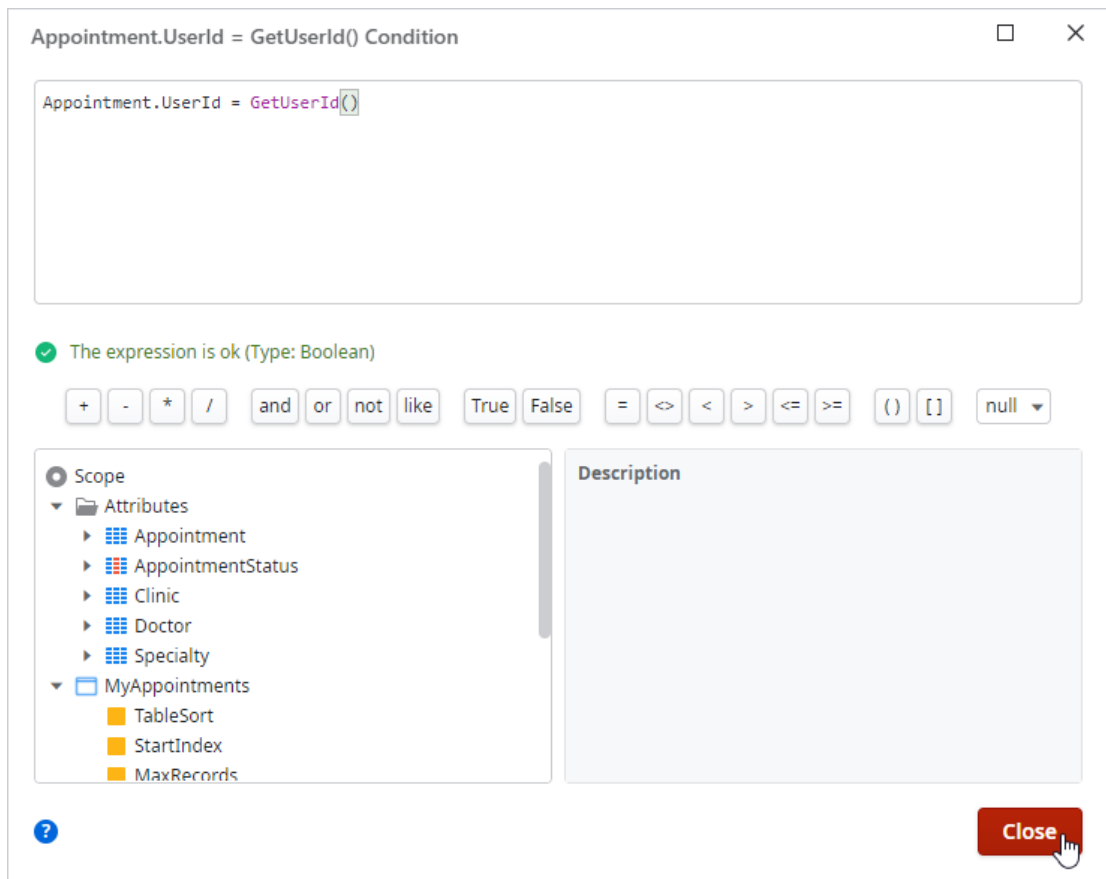 Appointment.UserId = GetUserId() Condition
Appointment.UserId = GetUserId()
The expression is ok (Type: Boolean)
+ - * / and or not like True False = <> < > <= >= () [] null
Scope
Attributes
Appointment
AppointmentStatus
Clinic
Doctor
Specialty
MyAppointments
TableSort
StartIndex
MaxRecords
Description
?
Close